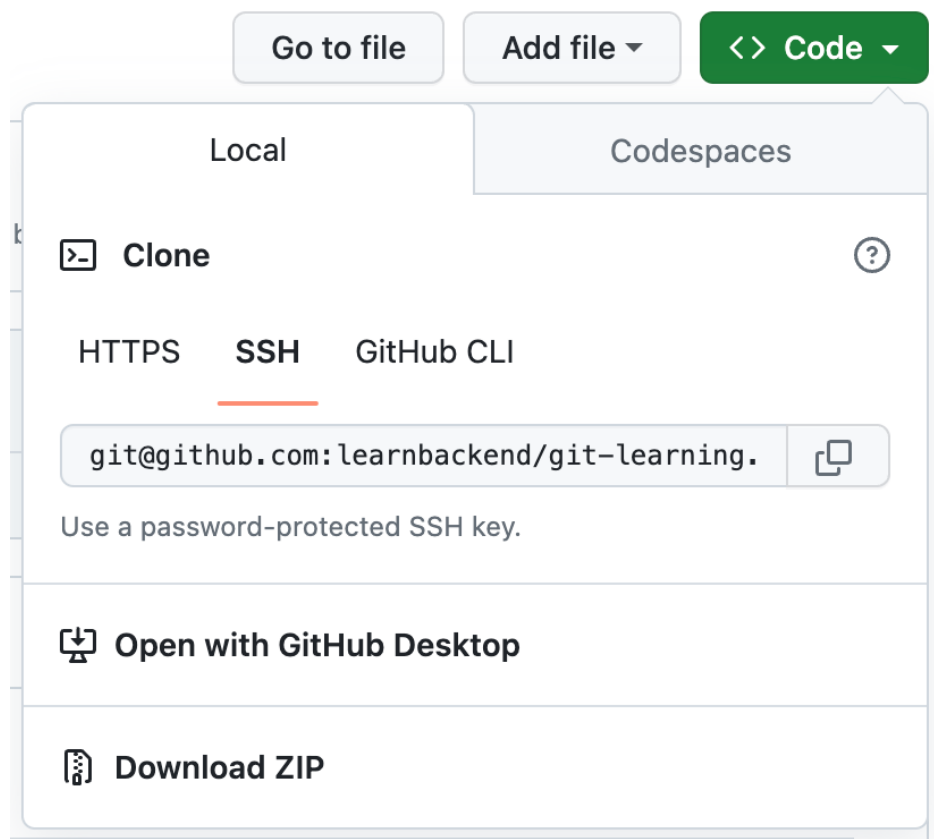 Go to file Add file Code
Local Codespaces
Clone
HTTPS SSH GitHub CLI
git@github.com:learnbackend/git-learning.
Use a password-protected SSH key.
Open with GitHub Desktop
Download ZIP